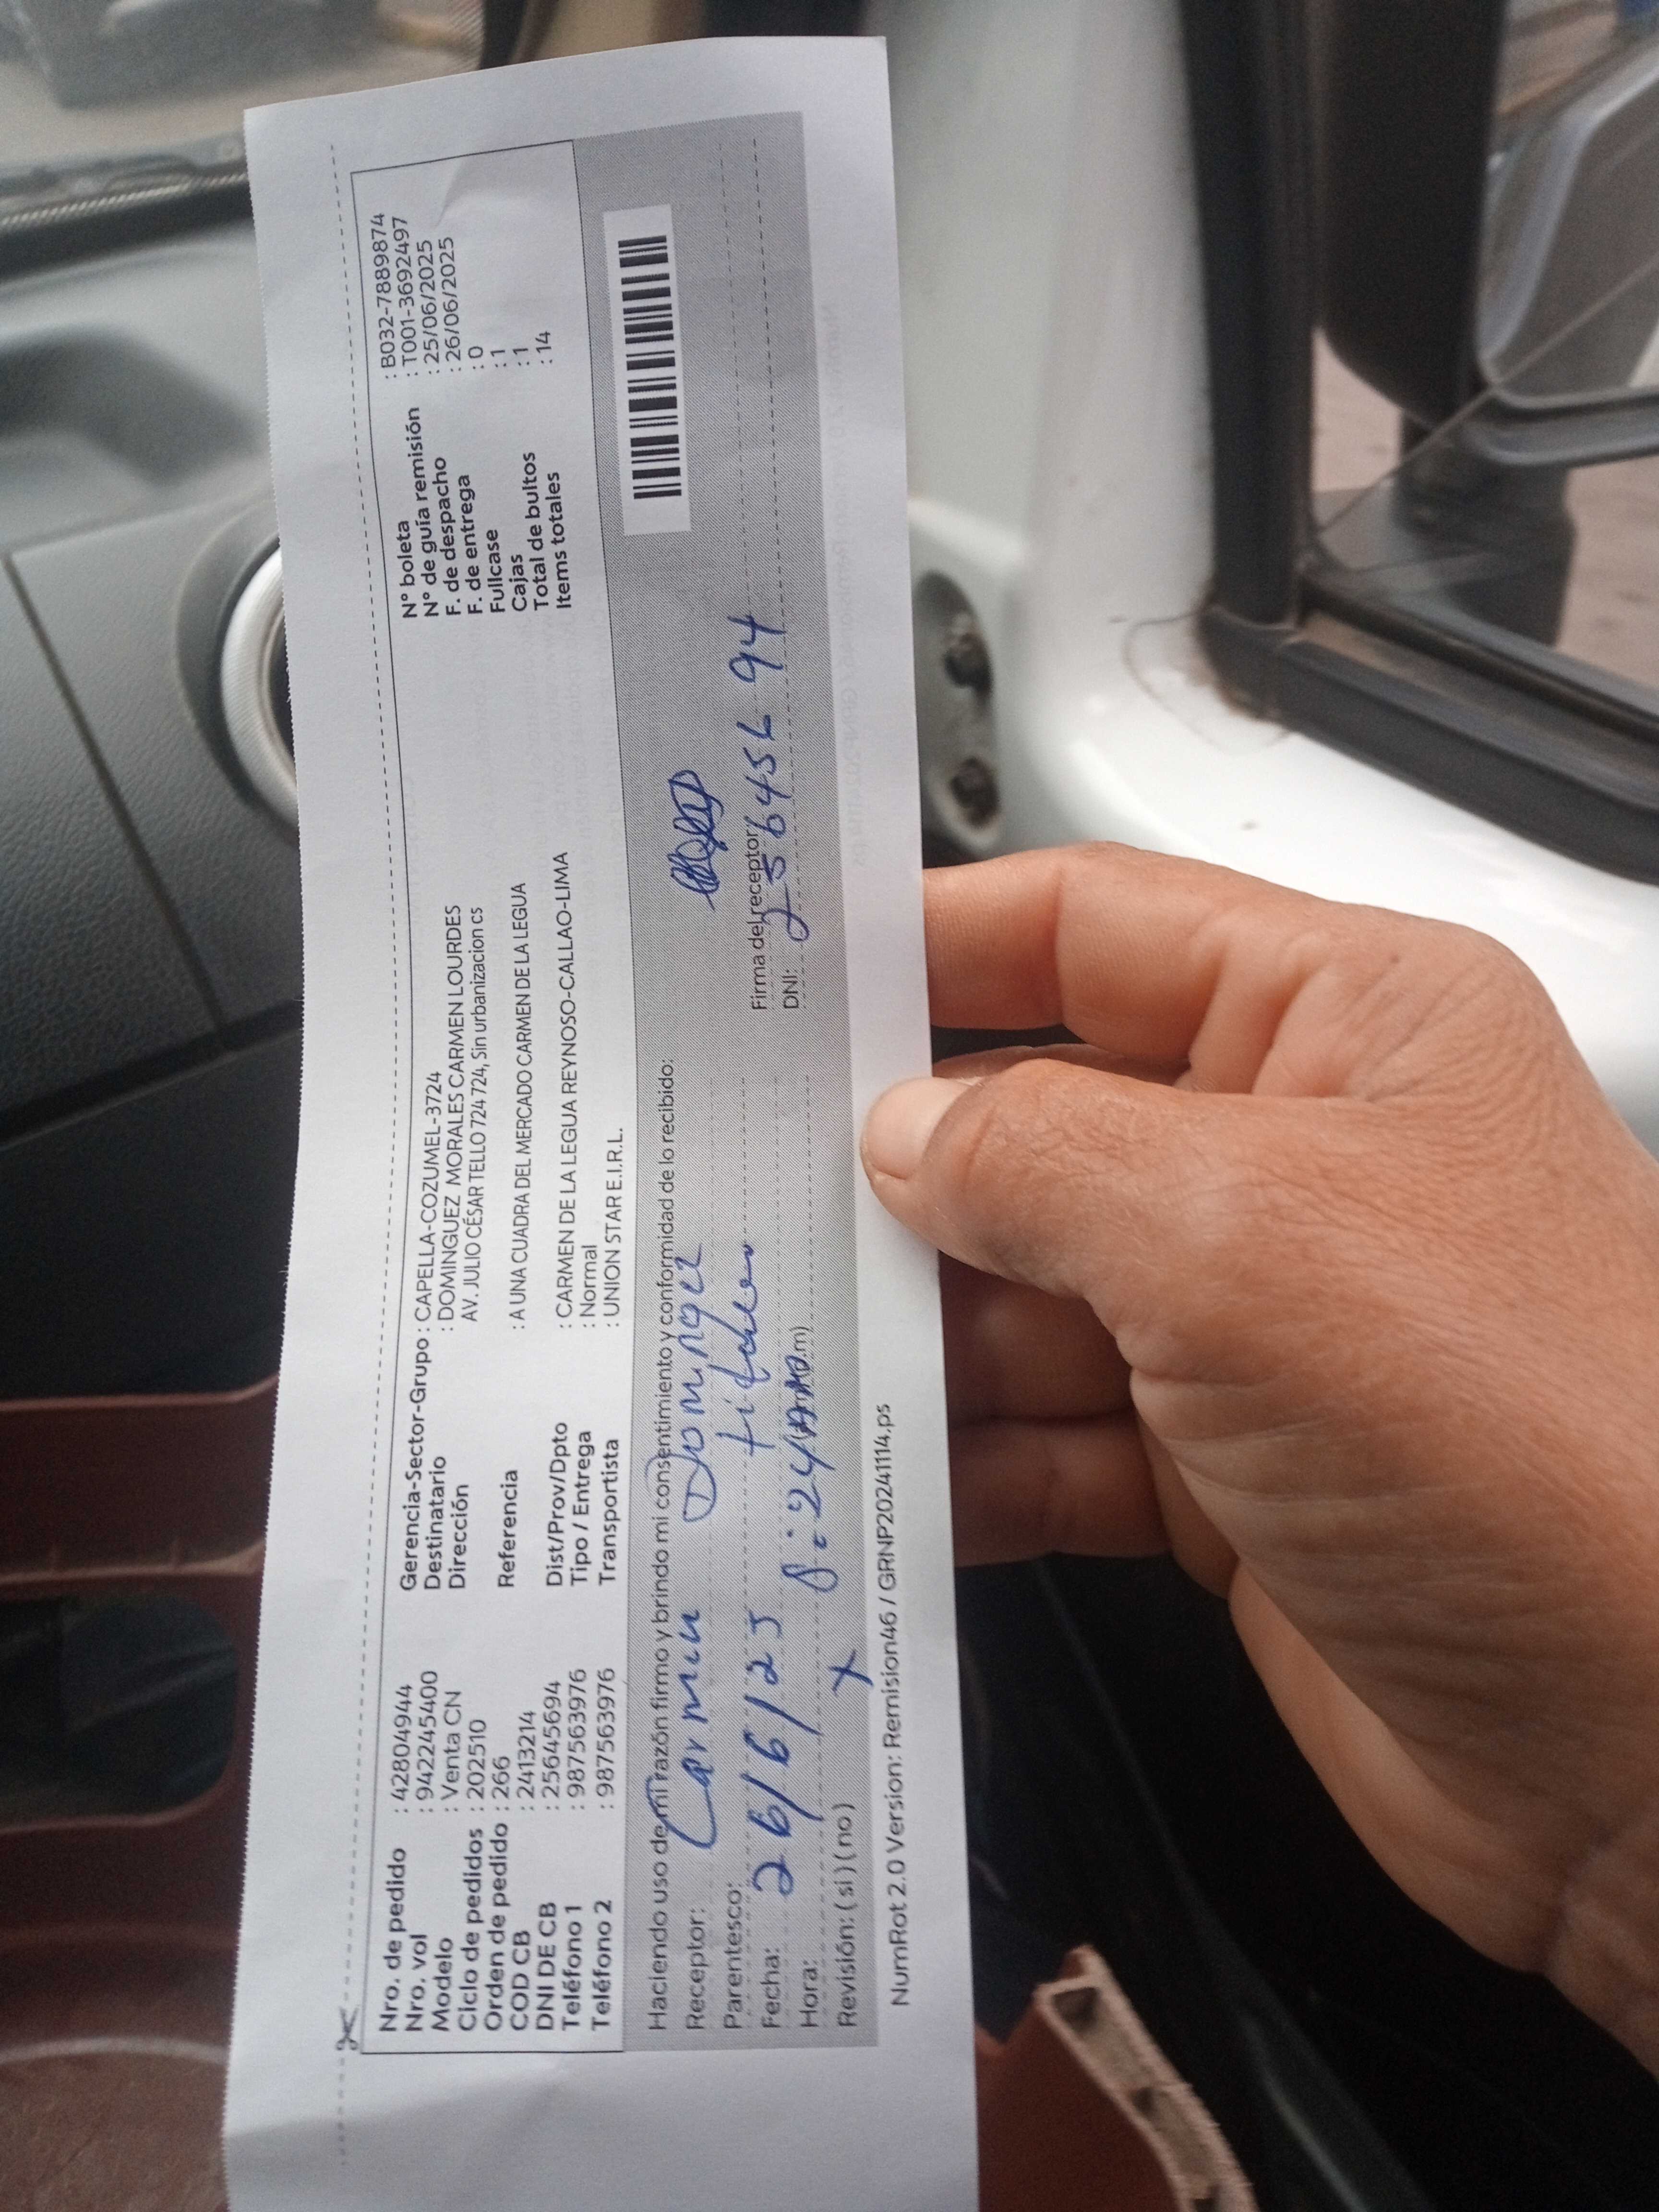 Nro. de pedido : 42804944
Nro. vol : 942245400
Modelo : Venta CN
Ciclo de pedidos : 202510
Orden de pedido : 266
COD CB : 2413214
DNI DE CB : 25645694
Teléfono 1 : 987563976
Teléfono 2 : 987563976
Gerencia-Sector-Grupo : CAPELLA-COZUMEL-3724
Destinatario : DOMINGUEZ MORALES CARMEN LOURDES
Dirección AV. JULIO CÉSAR TELLO 724 724, Sin urbanizacion cs
Referencia : A UNA CUADRA DEL MERCADO CARMEN DE LA LEGUA
Dist/Prov/Dpto : CARMEN DE LA LEGUA REYNOSO-CALLAO-LIMA
Tipo / Entrega : Normal
Transportista : UNION STAR E.I.R.L.
N° boleta : B032-7889874
N° de guía remisión : T001-3692497
F. de despacho : 25/06/2025
F. de entrega : 26/06/2025
Fullcase : 0
Cajas : 1
Total de bultos : 1
Items totales : 14
Haciendo uso de mi razón firmo y brindo mi consentimiento y conformidad de lo recibido:
Receptor: Carmen Dominguez
Parentesco: titular
Fecha: 26/6/25
Hora: 8:24 .m)
Revisión: ( si ) ( no ) X
Firma del receptor
DNI: 25645694
NumRot 2.0 Version: Remision46 / GRNP20241114.ps